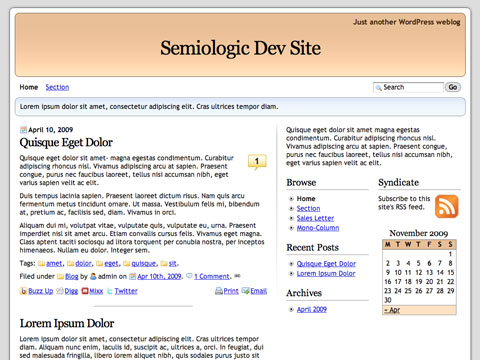 Just another WordPress weblog
Semiologic Dev Site
Home Section
Search Go
Lorem ipsum dolor sit amet, consectetur adipiscing elit. Cras ultrices tempor diam.
April 10, 2009
Quisque Eget Dolor
1
Quisque eget dolor sit amet- magna egestas condimentum. Curabitur
adipiscing rhoncus nisl. Vivamus adipiscing arcu at sapien. Praesent
congue, purus nec faucibus laoreet, tellus nisi accumsan nibh, eget
varius sapien velit ac elit.
Duis tempus lacinia sapien. Praesent laoreet dictum risus. Nam quis arcu
fermentum metus tincidunt ornare. Ut massa. Vestibulum felis mi, bibendum
at, pretium ac, facilisis sed, diam. Vivamus in orci.
Aliquam dui mi, volutpat vitae, vulputate quis, vulputate eu, urna. Praesent
imperdiet nisl sit amet arcu. Etiam convallis cursus felis. Vivamus eget magna.
Class aptent taciti sociosqu ad litora torquent per conubia nostra, per inceptos
himenaeos. Nullam eu dolor. Integer lorem.
Tags: amet, dolor, eget, quisque, sit.
Filed under Blog by admin on Apr 10th, 2009. 1 Comment.
Buzz Up Digg Mixx Twitter Print Email
Lorem Ipsum Dolor
Lorem ipsum dolor sit amet, consectetur adipiscing elit. Cras ultrices tempor
diam. Aliquam nunc enim, iaculis id, suscipit ac, ultrices a, orci. In feugiat, dui
sed malesuada fringilla, libero ipsum rhoncus elit, quis sodales purus justo et
Quisque eget dolor sit amet- magna egestas condimentum. Curabitur
adipiscing rhoncus nisl. Vivamus adipiscing arcu at sapien. Praesent
congue, purus nec faucibus laoreet, tellus nisi accumsan nibh, eget
varius sapien velit ac elit.
Browse
Home
Section
Sales Letter
Mono-Column
Recent Posts
Quisque Eget Dolor
Lorem Ipsum Dolor
Archives
April 2009
Syndicate
Subscribe to this
site's RSS feed.
November 2009
M T W T F S S
1
2 3 4 5 6 7 8
9 10 11 12 13 14 15
16 17 18 19 20 21 22
23 24 25 26 27 28 29
30
« Apr